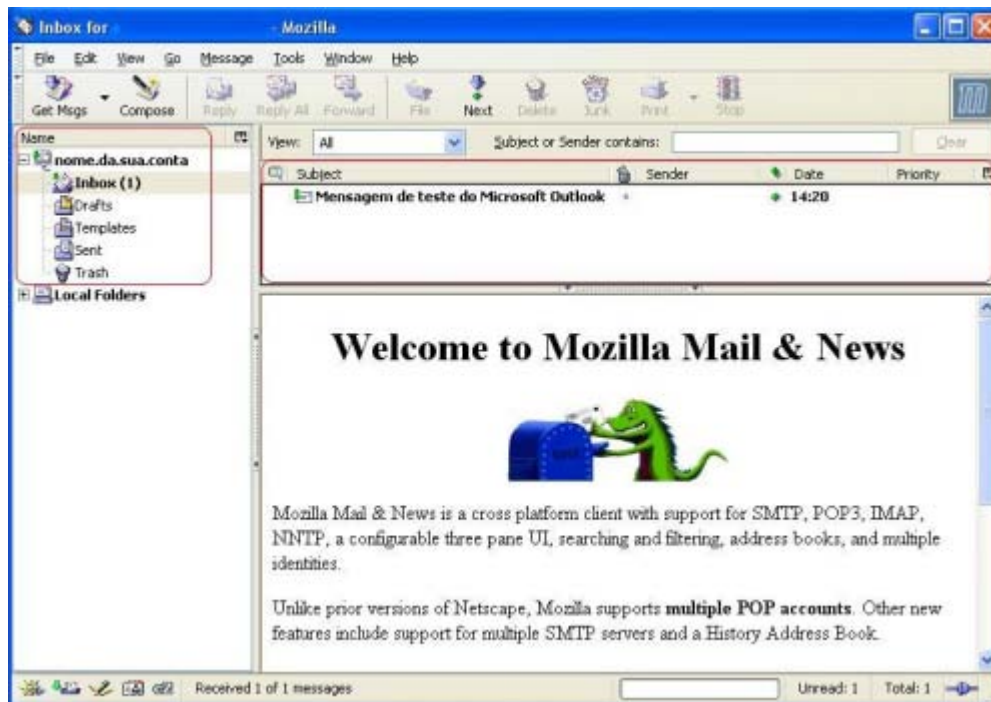 Inbox for - Mozilla
File Edit View Go Message Tools Window Help
Get Msgs Compose Reply Reply All Forward File Next Delete Junk Print Stop
Name
View: All Subject or Sender contains: Clear
nome.da.sua.conta
Inbox (1)
Drafts
Templates
Sent
Trash
Local Folders
Subject Sender Date Priority
Mensagem de teste do Microsoft Outlook 14:20
Welcome to Mozilla Mail & News
Mozilla Mail & News is a cross platform client with support for SMTP, POP3, IMAP,
NNTP, a configurable three pane UI, searching and filtering, address books, and multiple
identities.
Unlike prior versions of Netscape, Mozilla supports multiple POP accounts. Other new
features include support for multiple SMTP servers and a History Address Book.
Received 1 of 1 messages Unread: 1 Total: 1